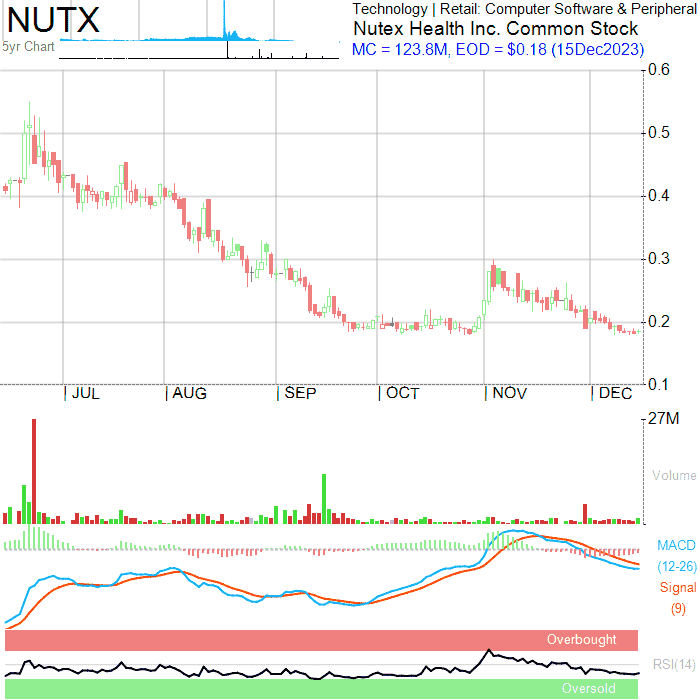 NUTX
5yr Chart
Technology | Retail: Computer Software & Peripheral
Nutex Health Inc. Common Stock
MC = 123.8M, EOD = $0.18 (15Dec2023)
0.6
0.5
0.4
0.3
0.2
0.1
JUL AUG SEP OCT NOV DEC
27M
Volume
MACD
(12-26)
Signal
(9)
Overbought
RSI(14)
Oversold